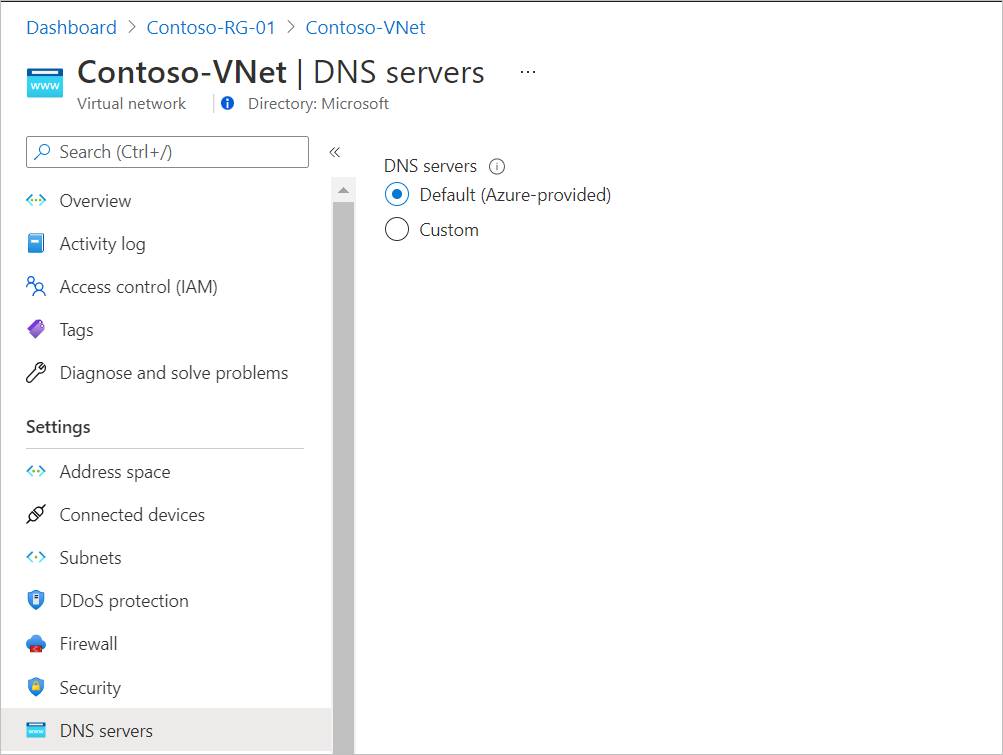 Dashboard > Contoso-RG-01 > Contoso-VNet
www
Contoso-VNet | DNS servers ...
Virtual network
Directory: Microsoft
Search (Ctrl+/)
«
Overview
Activity log
Access control (IAM)
Tags
Diagnose and solve problems
Settings
Address space
Connected devices
Subnets
DDoS protection
Firewall
Security
DNS servers
DNS servers
Default (Azure-provided)
Custom